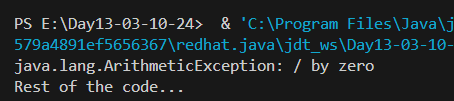 PS E:\Day13-03-10-24>  & 'C:\Program Files\Java\j
579a4891ef5656367\redhat.java\jdt_ws\Day13-03-10-
java.lang.ArithmeticException: / by zero
Rest of the code...